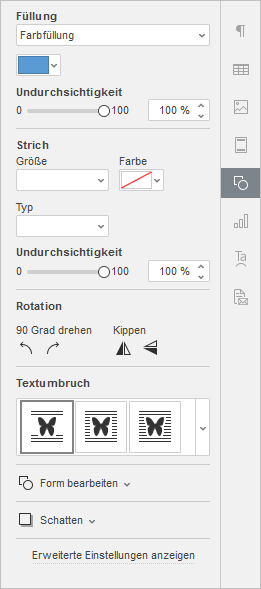 Füllung
Farbfüllung
Undurchsichtigkeit
0 100 100 %
Strich
Größe Farbe
Typ
Undurchsichtigkeit
0 100 100 %
Rotation
90 Grad drehen Kippen
Textumbruch
Form bearbeiten
Schatten
Erweiterte Einstellungen anzeigen
Ta